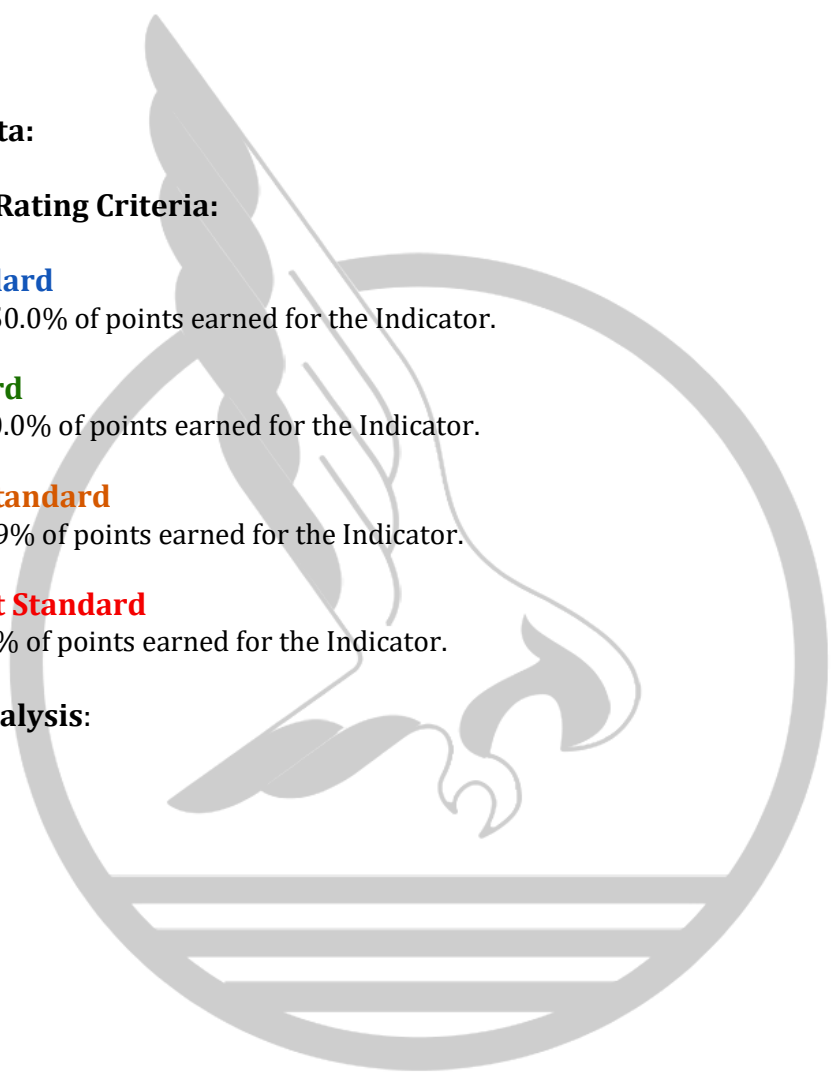 ta:
Rating Criteria:
dard
50.0% of points earned for the Indicator.
rd
0.0% of points earned for the Indicator.
tandard
9% of points earned for the Indicator.
t Standard
% of points earned for the Indicator.
alysis: